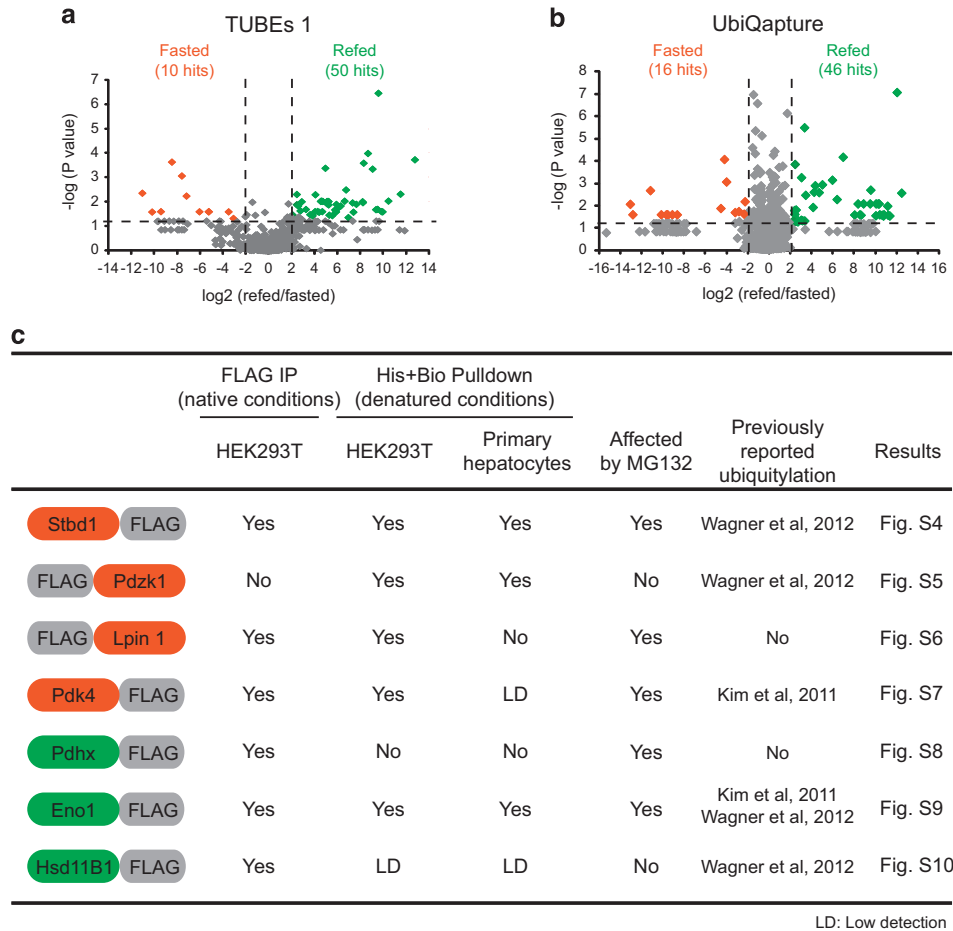 a
TUBEs 1
Fasted
(10 hits)
Refed
(50 hits)
-log (P value)
7
6
5
4
3
2
1
0
-14 -12 -10 -8 -6 -4 -2 0 2 4 6 8 10 12 14
log2 (refed/fasted)
b
UbiQapture
Fasted
(16 hits)
Refed
(46 hits)
-log (P value)
8
7
6
5
4
3
2
1
0
-16 -14 -12 -10 -8 -6 -4 -2 0 2 4 6 8 10 12 14 16
log2 (refed/fasted)
c
FLAG IP
(native conditions)
His+Bio Pulldown
(denatured conditions)
HEK293T
HEK293T
Primary
hepatocytes
Affected
by MG132
Previously
reported
ubiquitylation
Results
Stbd1 FLAG Yes Yes Yes Yes Wagner et al, 2012 Fig. S4
FLAG Pdzk1 No Yes Yes No Wagner et al, 2012 Fig. S5
FLAG Lpin 1 Yes Yes No Yes No Fig. S6
Pdk4 FLAG Yes Yes LD Yes Kim et al, 2011 Fig. S7
Pdhx FLAG Yes No No Yes No Fig. S8
Eno1 FLAG Yes Yes Yes Yes Kim et al, 2011
Wagner et al, 2012 Fig. S9
Hsd11B1 FLAG Yes LD LD No Wagner et al, 2012 Fig. S10
LD: Low detection